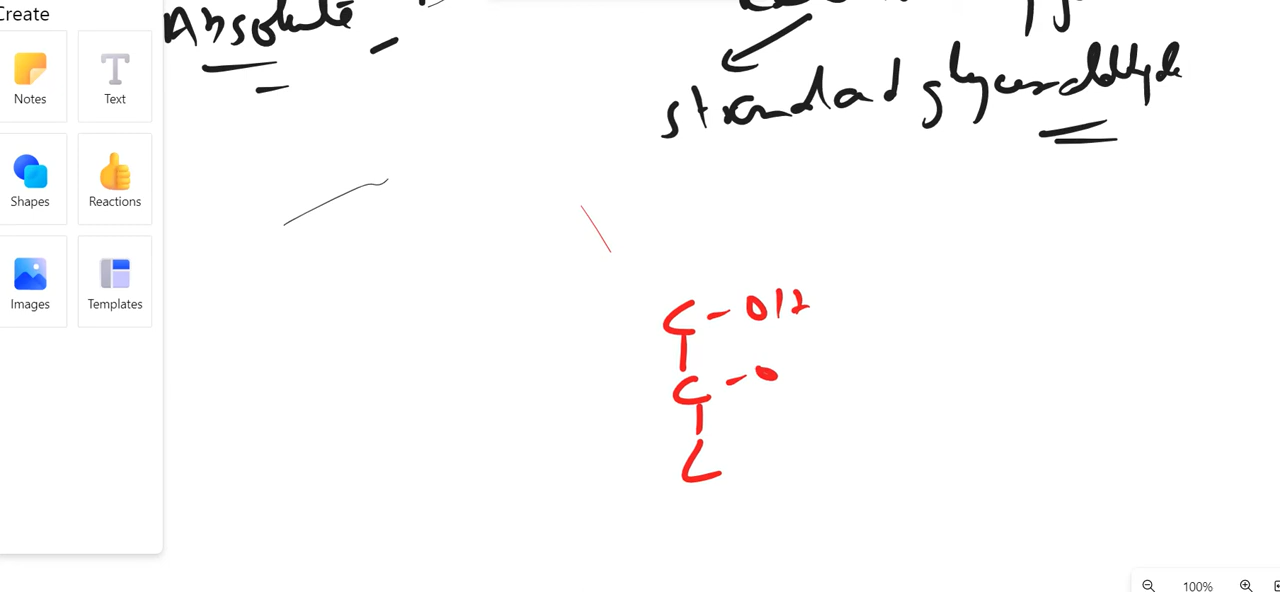 Create
Absolute
standard glyceraldehyde
Notes
Text
Shapes
Reactions
Images
Templates
C - OH
C - O
C
100%